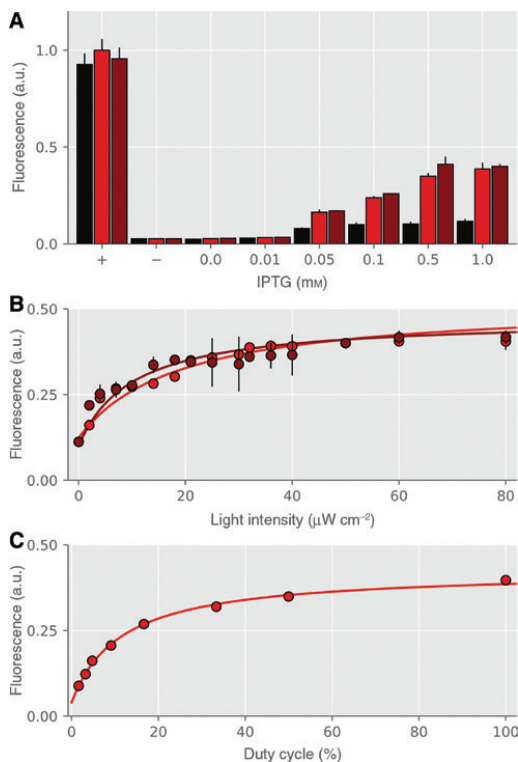 A
Fluorescence (a.u.)
1.0
0.5
0.0
+ − 0.0 0.01 0.05 0.1 0.5 1.0
IPTG (mM)
B
Fluorescence (a.u.)
0.50
0.25
0.00
0 20 40 60 80
Light intensity (µW cm⁻²)
C
Fluorescence (a.u.)
0.50
0.25
0.00
0 20 40 60 80 100
Duty cycle (%)